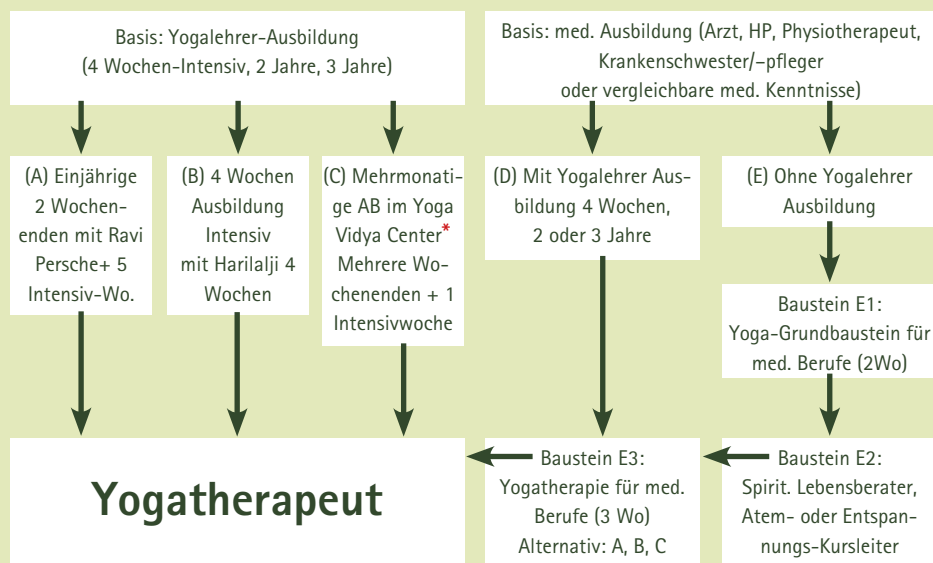 Basis: Yogalehrer-Ausbildung
(4 Wochen-Intensiv, 2 Jahre, 3 Jahre)
Basis: med. Ausbildung (Arzt, HP, Physiotherapeut,
Krankenschwester/–pfleger
oder vergleichbare med. Kenntnisse)
(A) Einjährige
2 Wochen-
enden mit Ravi
Persche+ 5
Intensiv-Wo.
(B) 4 Wochen
Ausbildung
Intensiv
mit Harilalji 4
Wochen
(C) Mehrmonati-
ge AB im Yoga
Vidya Center*
Mehrere Wo-
chenenden + 1
Intensivwoche
(D) Mit Yogalehrer Aus-
bildung 4 Wochen,
2 oder 3 Jahre
(E) Ohne Yogalehrer
Ausbildung
Baustein E1:
Yoga-Grundbaustein für
med. Berufe (2Wo)
Yogatherapeut
Baustein E3:
Yogatherapie für med.
Berufe (3 Wo)
Alternativ: A, B, C
Baustein E2:
Spirit. Lebensberater,
Atem- oder Entspan-
nungs-Kursleiter